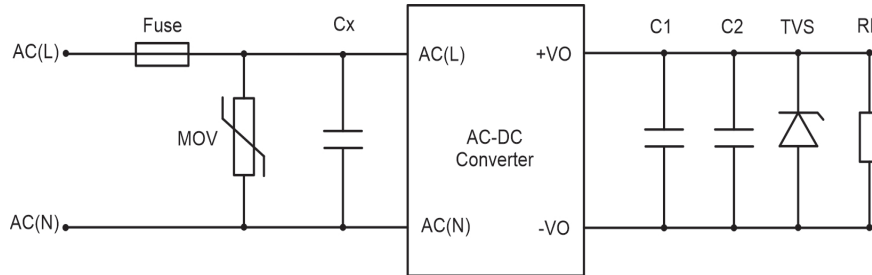 Fuse
Cx
C1
C2
TVS
AC(L)
AC(L)
+VO
MOV
AC-DC
Converter
AC(N)
AC(N)
-VO